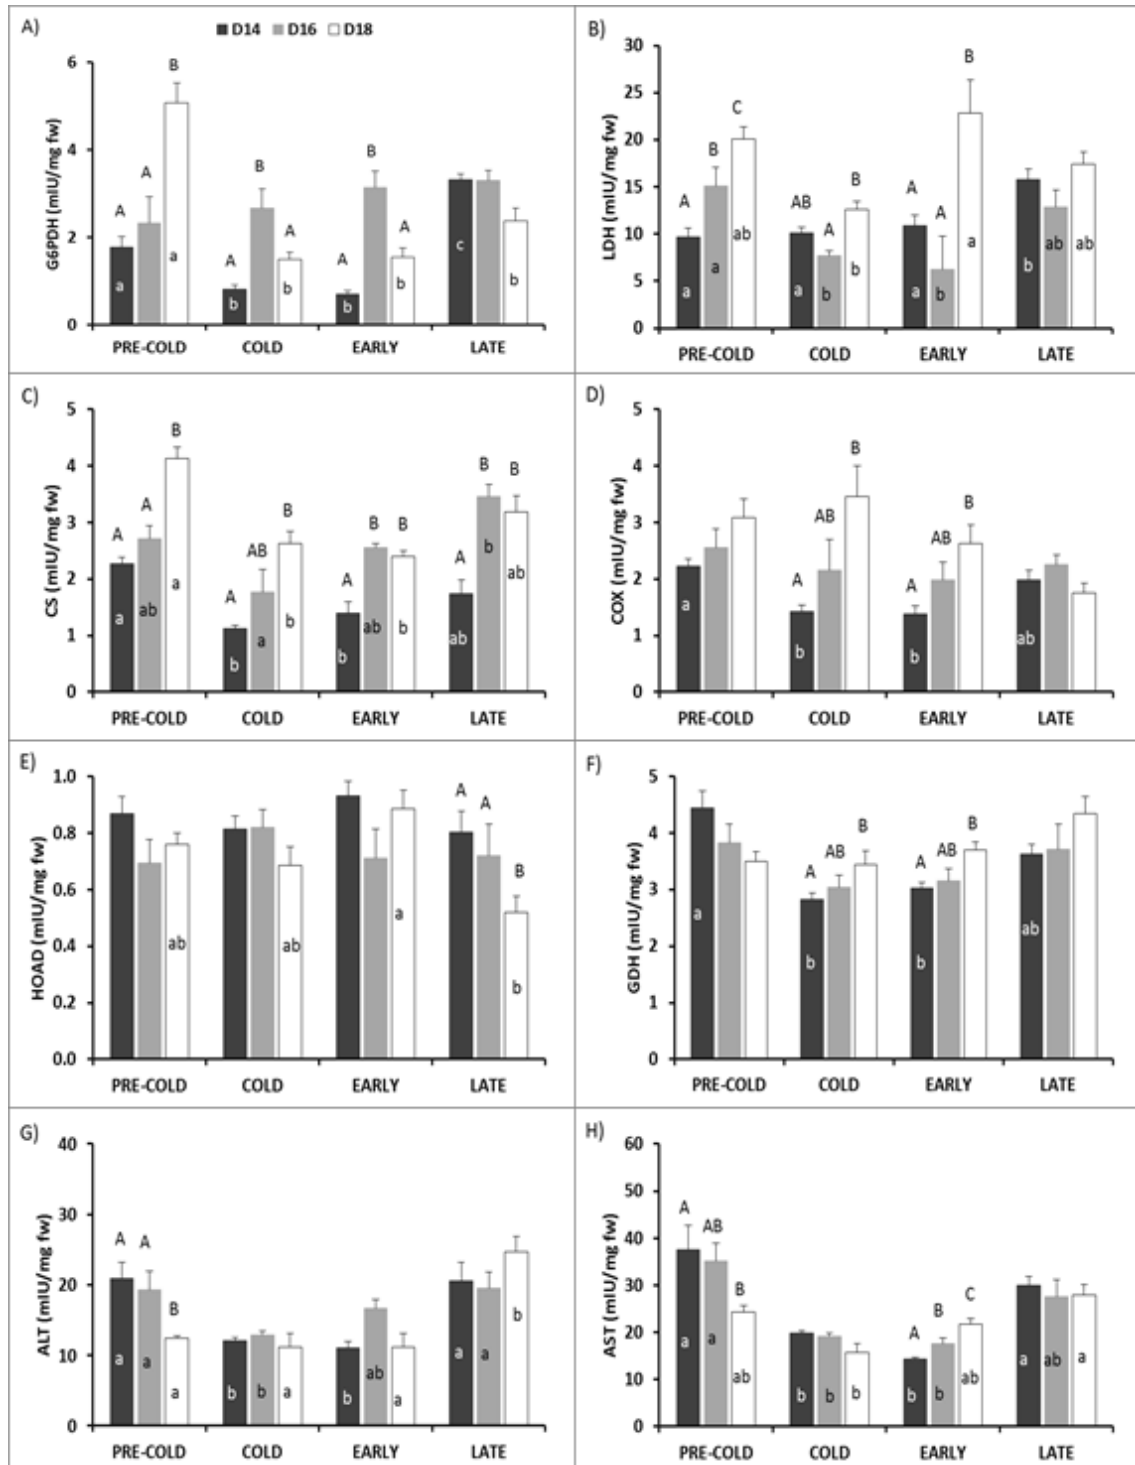 A)
D14 D16 D18
G6PDH (mIU/mg fw)
6
4
2
0
A A B
A B A
A B A
a a
b b
b
c b
PRE-COLD COLD EARLY LATE
B)
LDH (mIU/mg fw)
30
25
20
15
10
5
0
A B C
AB A B
A A B
a a ab
a b b
a b a
b ab ab
PRE-COLD COLD EARLY LATE
C)
CS (mIU/mg fw)
5
4
3
2
1
0
A A B
A AB B
A B B
A B B
a ab a
b a b
b ab b
ab b ab
PRE-COLD COLD EARLY LATE
D)
COX (mIU/mg fw)
5
4
3
2
1
0
A AB B
A AB B
a
b
b
ab
PRE-COLD COLD EARLY LATE
E)
HOAD (mIU/mg fw)
1.0
0.8
0.6
0.4
0.2
0.0
A A B
ab
ab
a
b
PRE-COLD COLD EARLY LATE
F)
GDH (mIU/mg fw)
5
4
3
2
1
0
A AB B
A AB B
a
b
b
ab
PRE-COLD COLD EARLY LATE
G)
ALT (mIU/mg fw)
40
30
20
10
0
A A B
a a a
b b a
b ab a
a a b
PRE-COLD COLD EARLY LATE
H)
AST (mIU/mg fw)
60
50
40
30
20
10
0
A AB B
A B C
a a ab
b b b
b b ab
a ab a
PRE-COLD COLD EARLY LATE